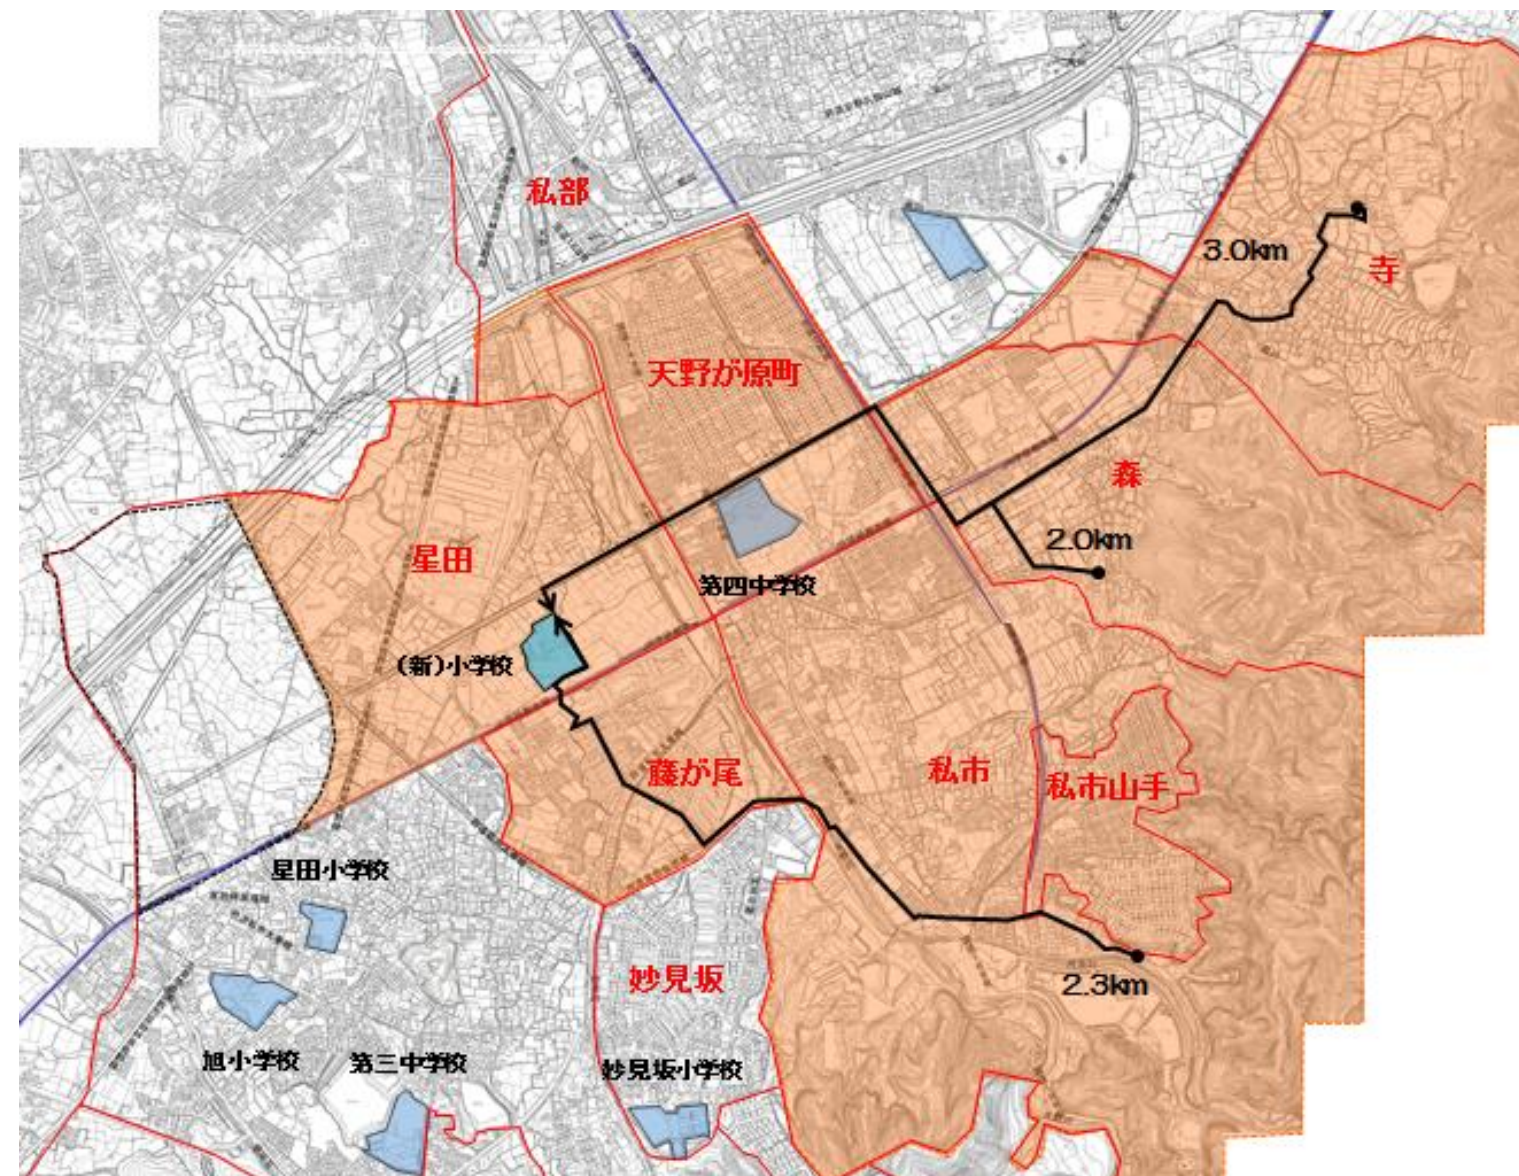 私部
3.0km
寺
天野が原町
森
2.0km
星田
第四中学校
(新)小学校
藤が尾
私市
私市山手
星田小学校
妙見坂
2.3km
旭小学校
第三中学校
妙見坂小学校